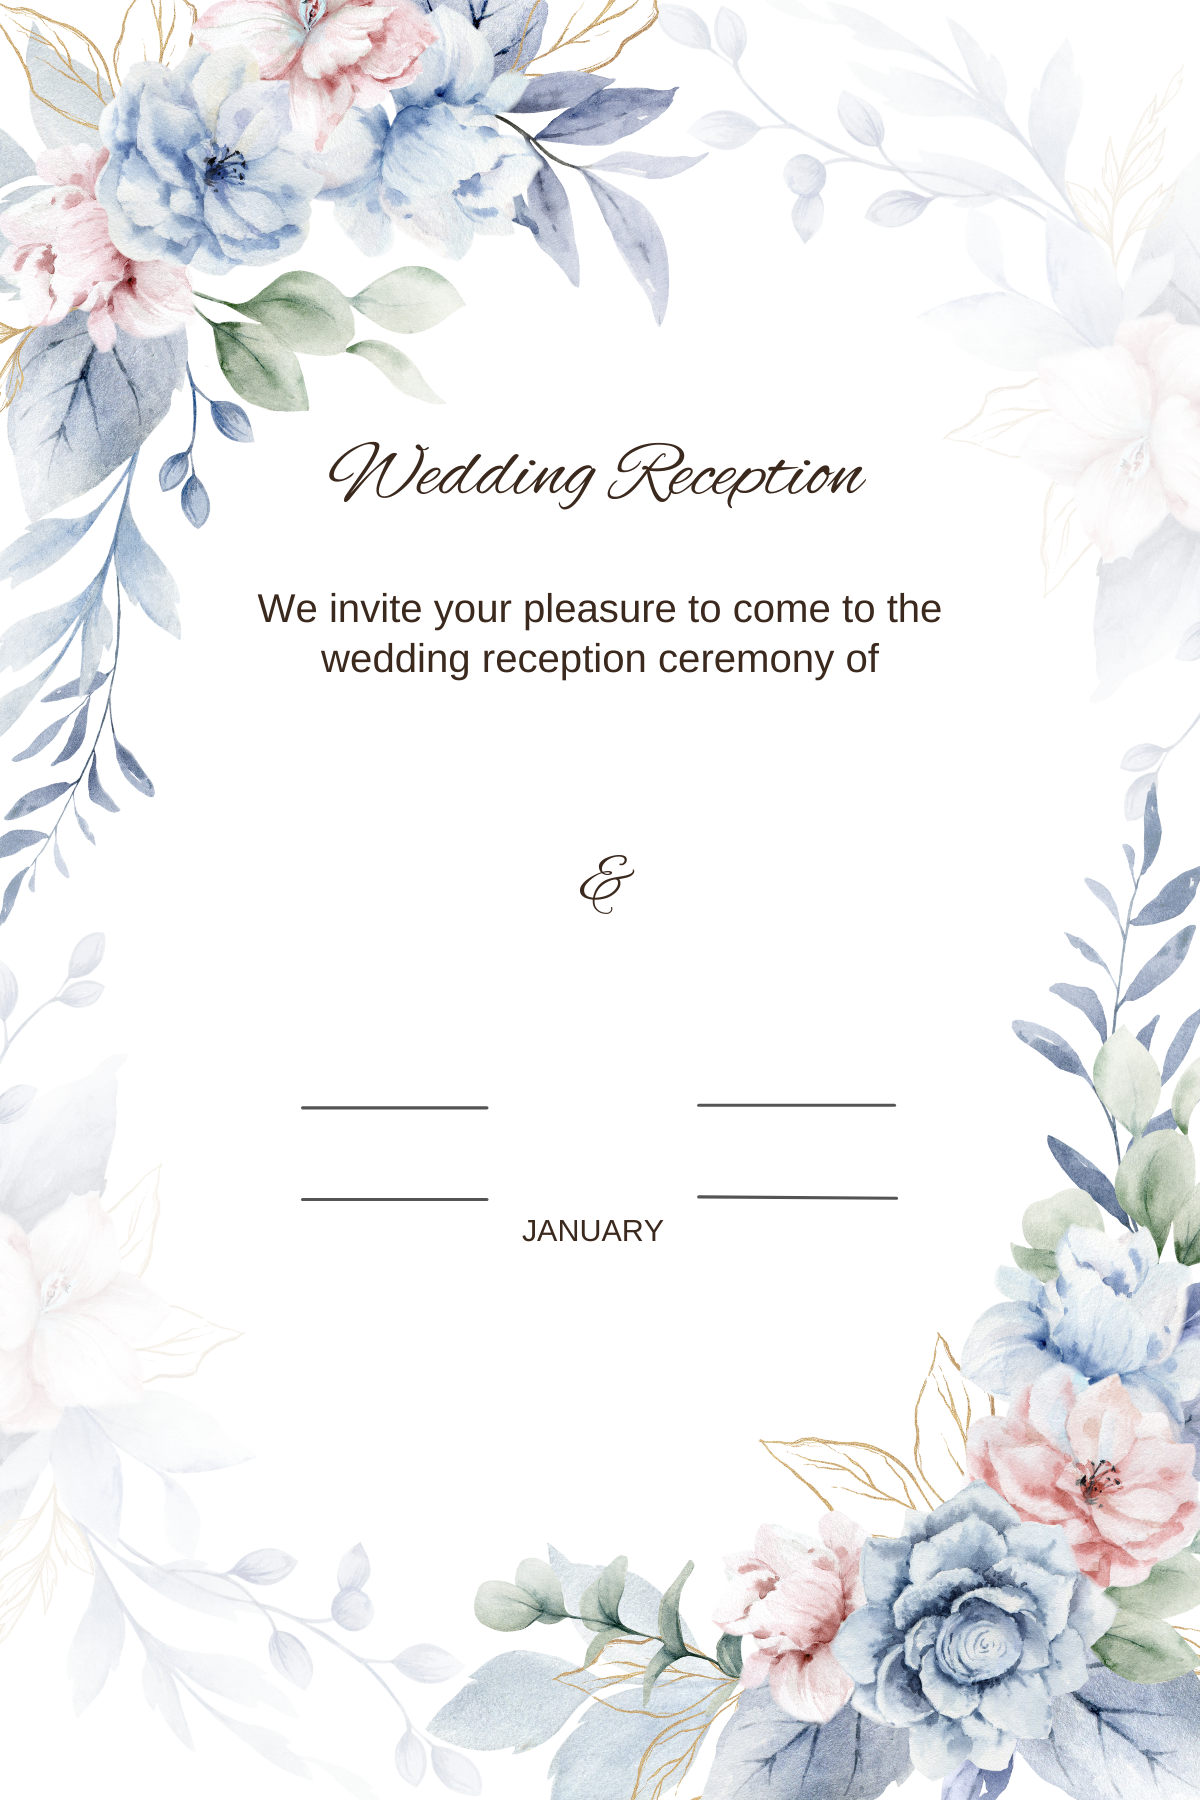 Wedding Reception
We invite your pleasure to come to the
wedding reception ceremony of
&
JANUARY